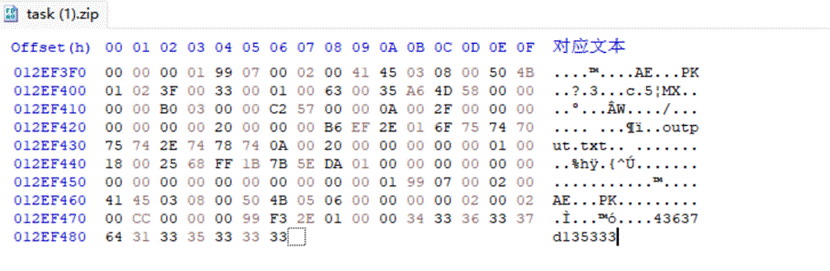 task (1).zip
Offset(h) 00 01 02 03 04 05 06 07 08 09 0A 0B 0C 0D 0E 0F 对应文本
012EF3F0 00 00 00 01 99 07 00 02 00 41 45 03 08 00 50 4B ....™....AE...PK
012EF400 01 02 3F 00 33 00 01 00 63 00 35 A6 4D 58 00 00 ..?.3...c.5¦MX..
012EF410 00 00 B0 03 00 00 C2 57 00 00 0A 00 2F 00 00 00 ..°...ÂW..../...
012EF420 00 00 00 00 20 00 00 00 B6 EF 2E 01 6F 75 74 70 .... ...¶ï..outp
012EF430 75 74 2E 74 78 74 0A 00 20 00 00 00 00 00 01 00 ut.txt.. .......
012EF440 18 00 25 68 FF 1B 7B 5E DA 01 00 00 00 00 00 00 ..%hÿ.{^Ú.......
012EF450 00 00 00 00 00 00 00 00 00 00 01 99 07 00 02 00 ...........™....
012EF460 41 45 03 08 00 50 4B 05 06 00 00 00 00 02 00 02 AE...PK.........
012EF470 00 CC 00 00 00 99 F3 2E 01 00 00 34 33 36 33 37 .Ì...™ó....43637
012EF480 64 31 33 35 33 33 33 d135333